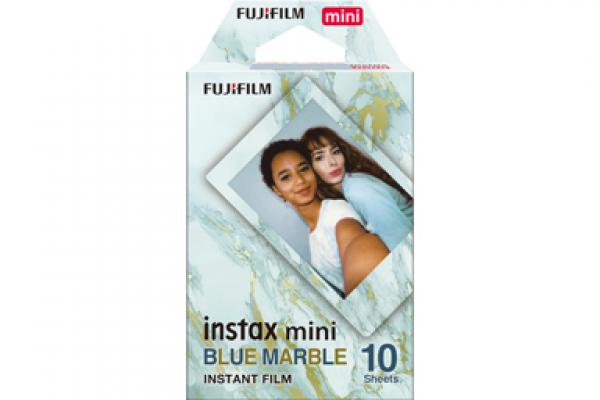 FUJIFILM mini
FUJIFILM
instax mini
BLUE MARBLE
INSTANT FILM
10
Sheets